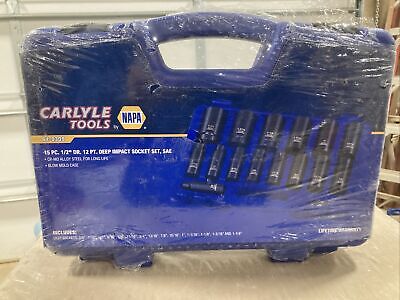 CARLYLE
TOOLS by NAPA
15 PC. 1/2" DR. 12 PT. DEEP IMPACT SOCKET SET, SAE
• CR-MO ALLOY STEEL FOR LONG LIFE
• BLOW MOLD CASE
INCLUDES:
LIFETIME WARRANTY